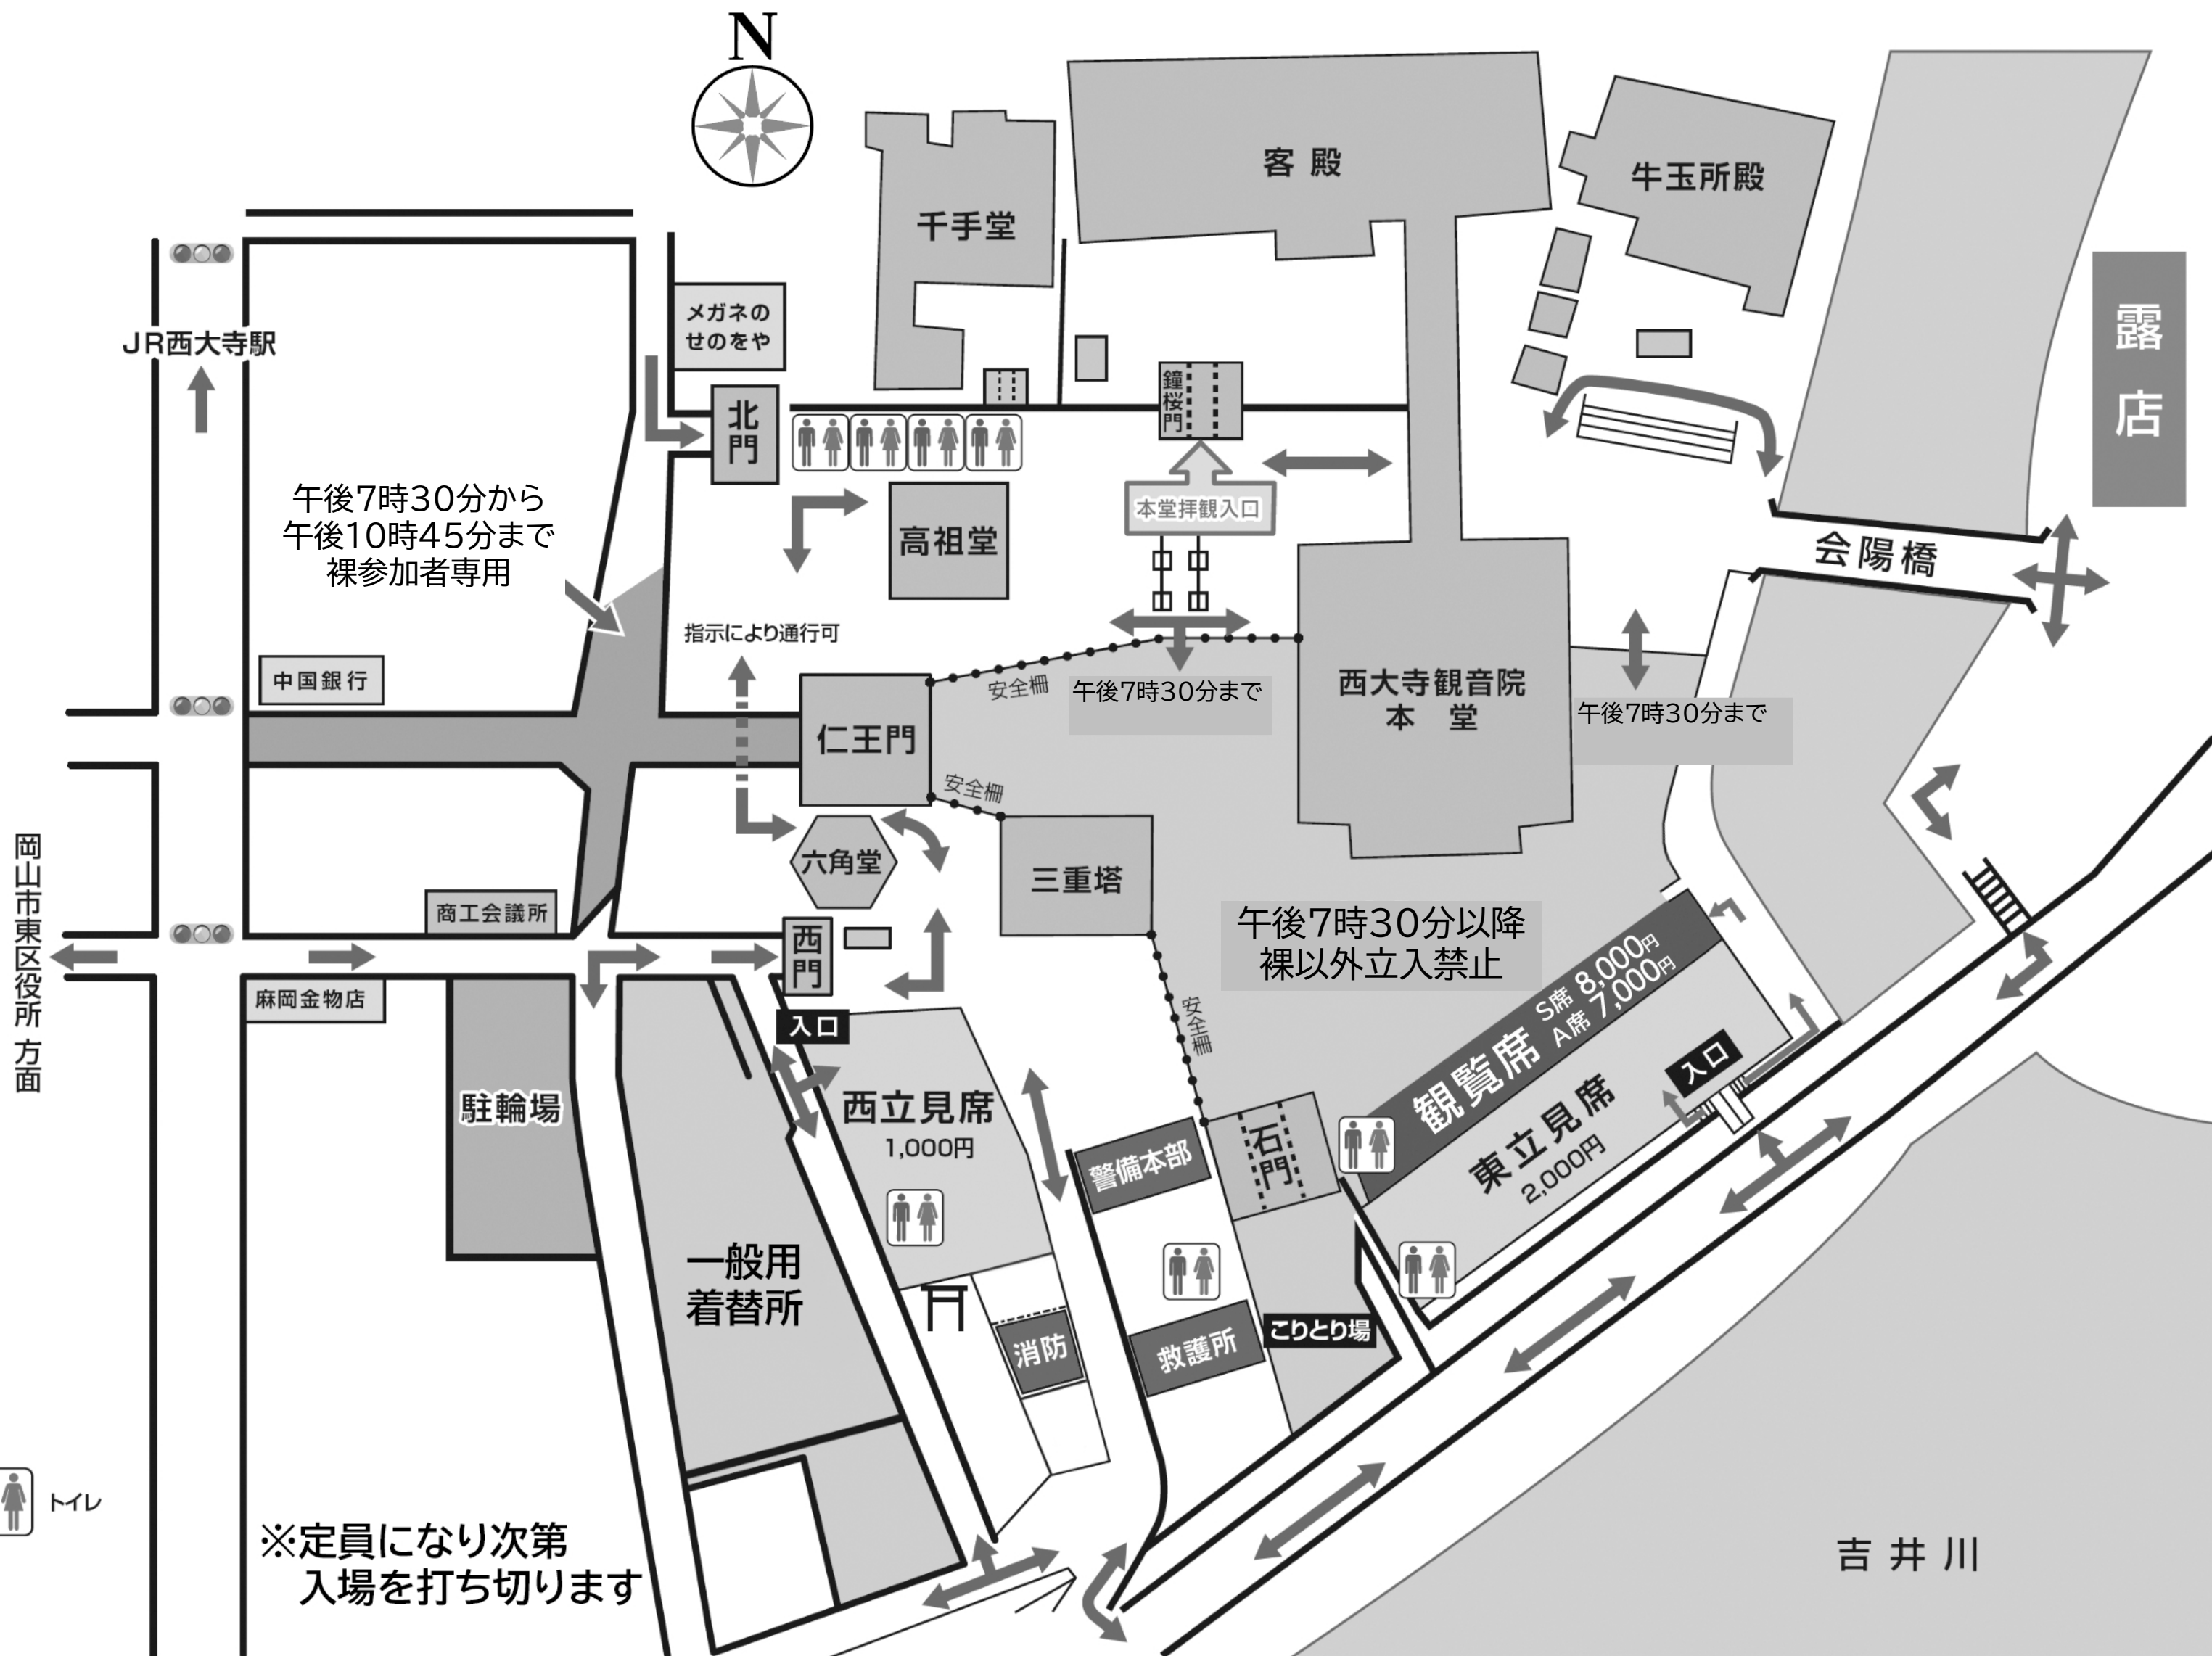 N
客殿
牛玉所殿
千手堂
露店
メガネの
せのをや
JR西大寺駅
北門
鐘桜門
本堂拝観入口
午後7時30分から
午後10時45分まで
裸参加者専用
高祖堂
会陽橋
指示により通行可
中国銀行
安全柵
午後7時30分まで
西大寺観音院
本 堂
午後7時30分まで
仁王門
安全柵
六角堂
三重塔
岡山市東区役所 方面
商工会議所
西門
午後7時30分以降
裸以外立入禁止
麻岡金物店
入口
安全柵
観覧席 S席 8,000円
A席 7,000円
入口
東立見席
2,000円
駐輪場
西立見席
1,000円
警備本部
石門
一般用
着替所
消防
救護所
こりとり場
トイレ
※定員になり次第
入場を打ち切ります
吉井川